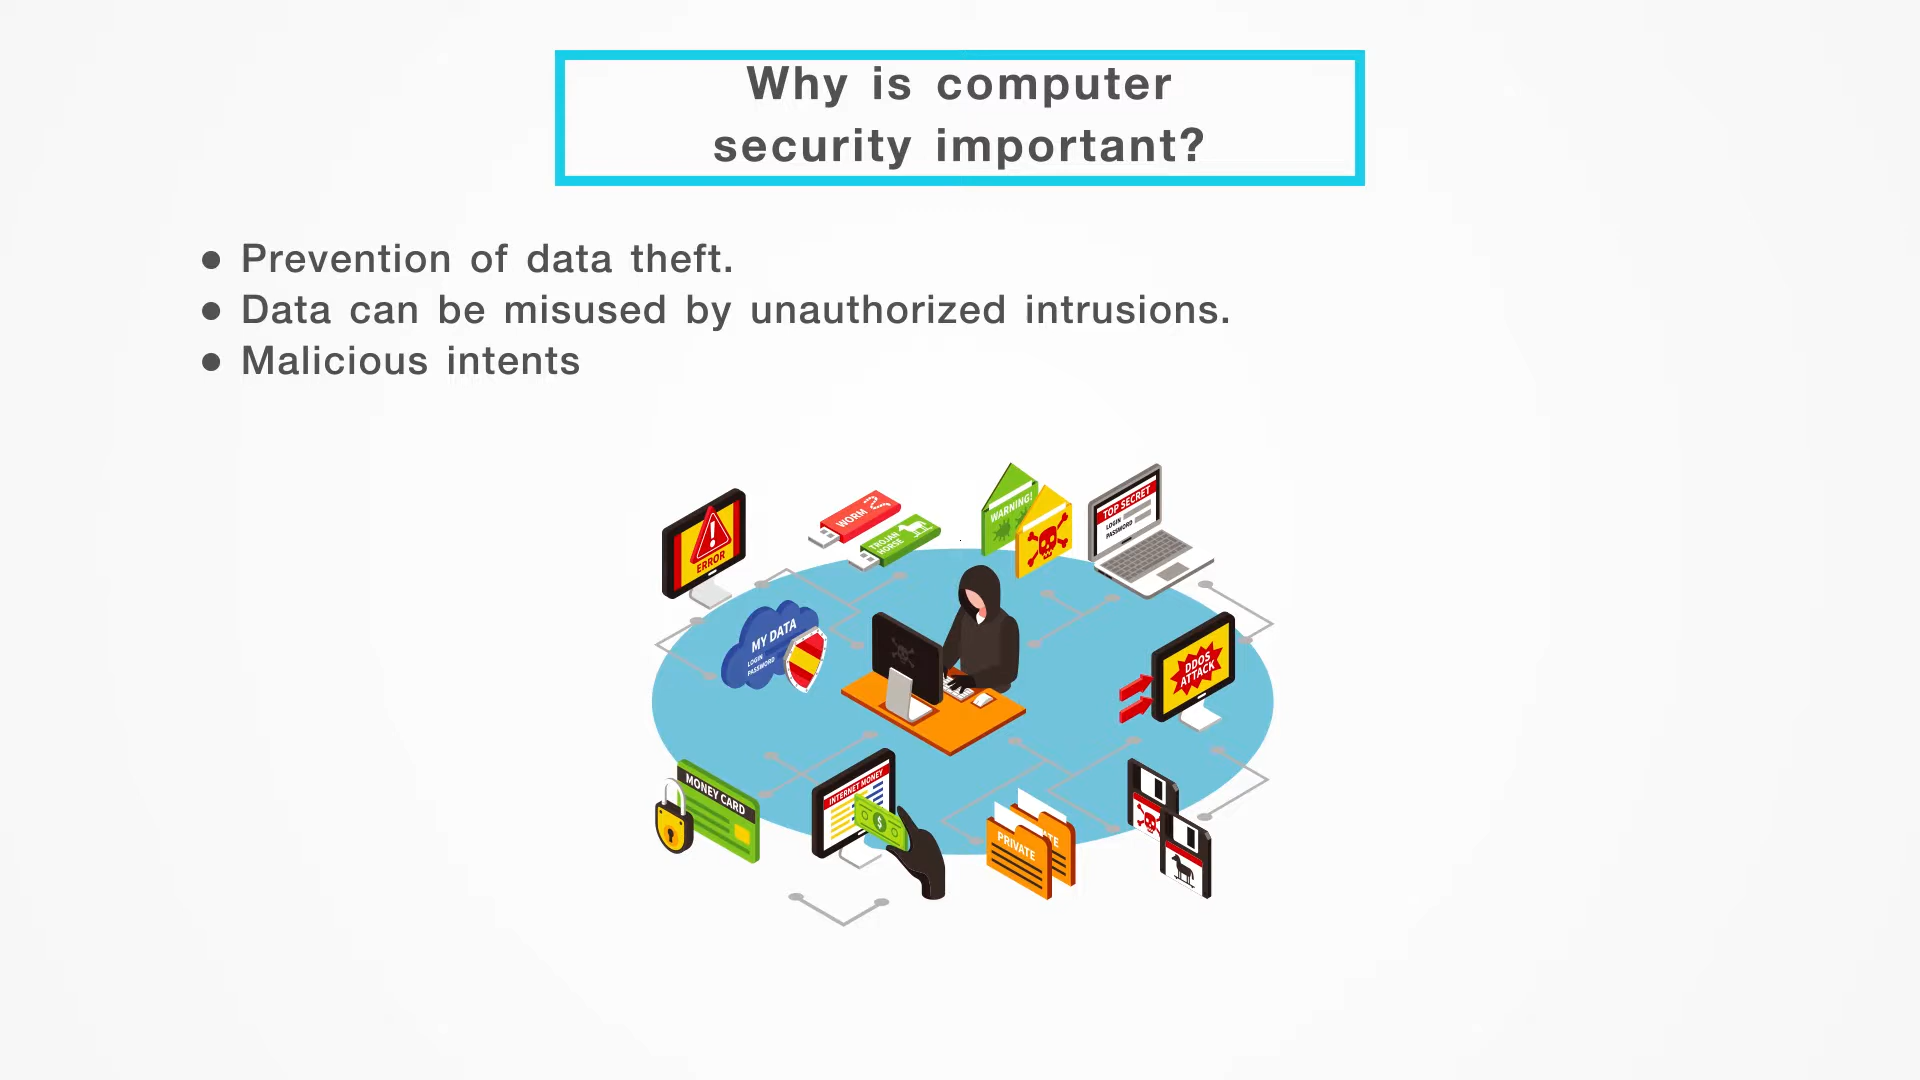 Why is computer
security important?
● Prevention of data theft.
● Data can be misused by unauthorized intrusions.
● Malicious intents
WARNING!
TOP SECRET
LOGIN
PASSWORD
WORM
TROJAN
HORSE
ERROR
MY DATA
LOGIN
PASSWORD
DDOS
ATTACK
MONEY CARD
INTERNET MONEY
$
PRIVATE
TE